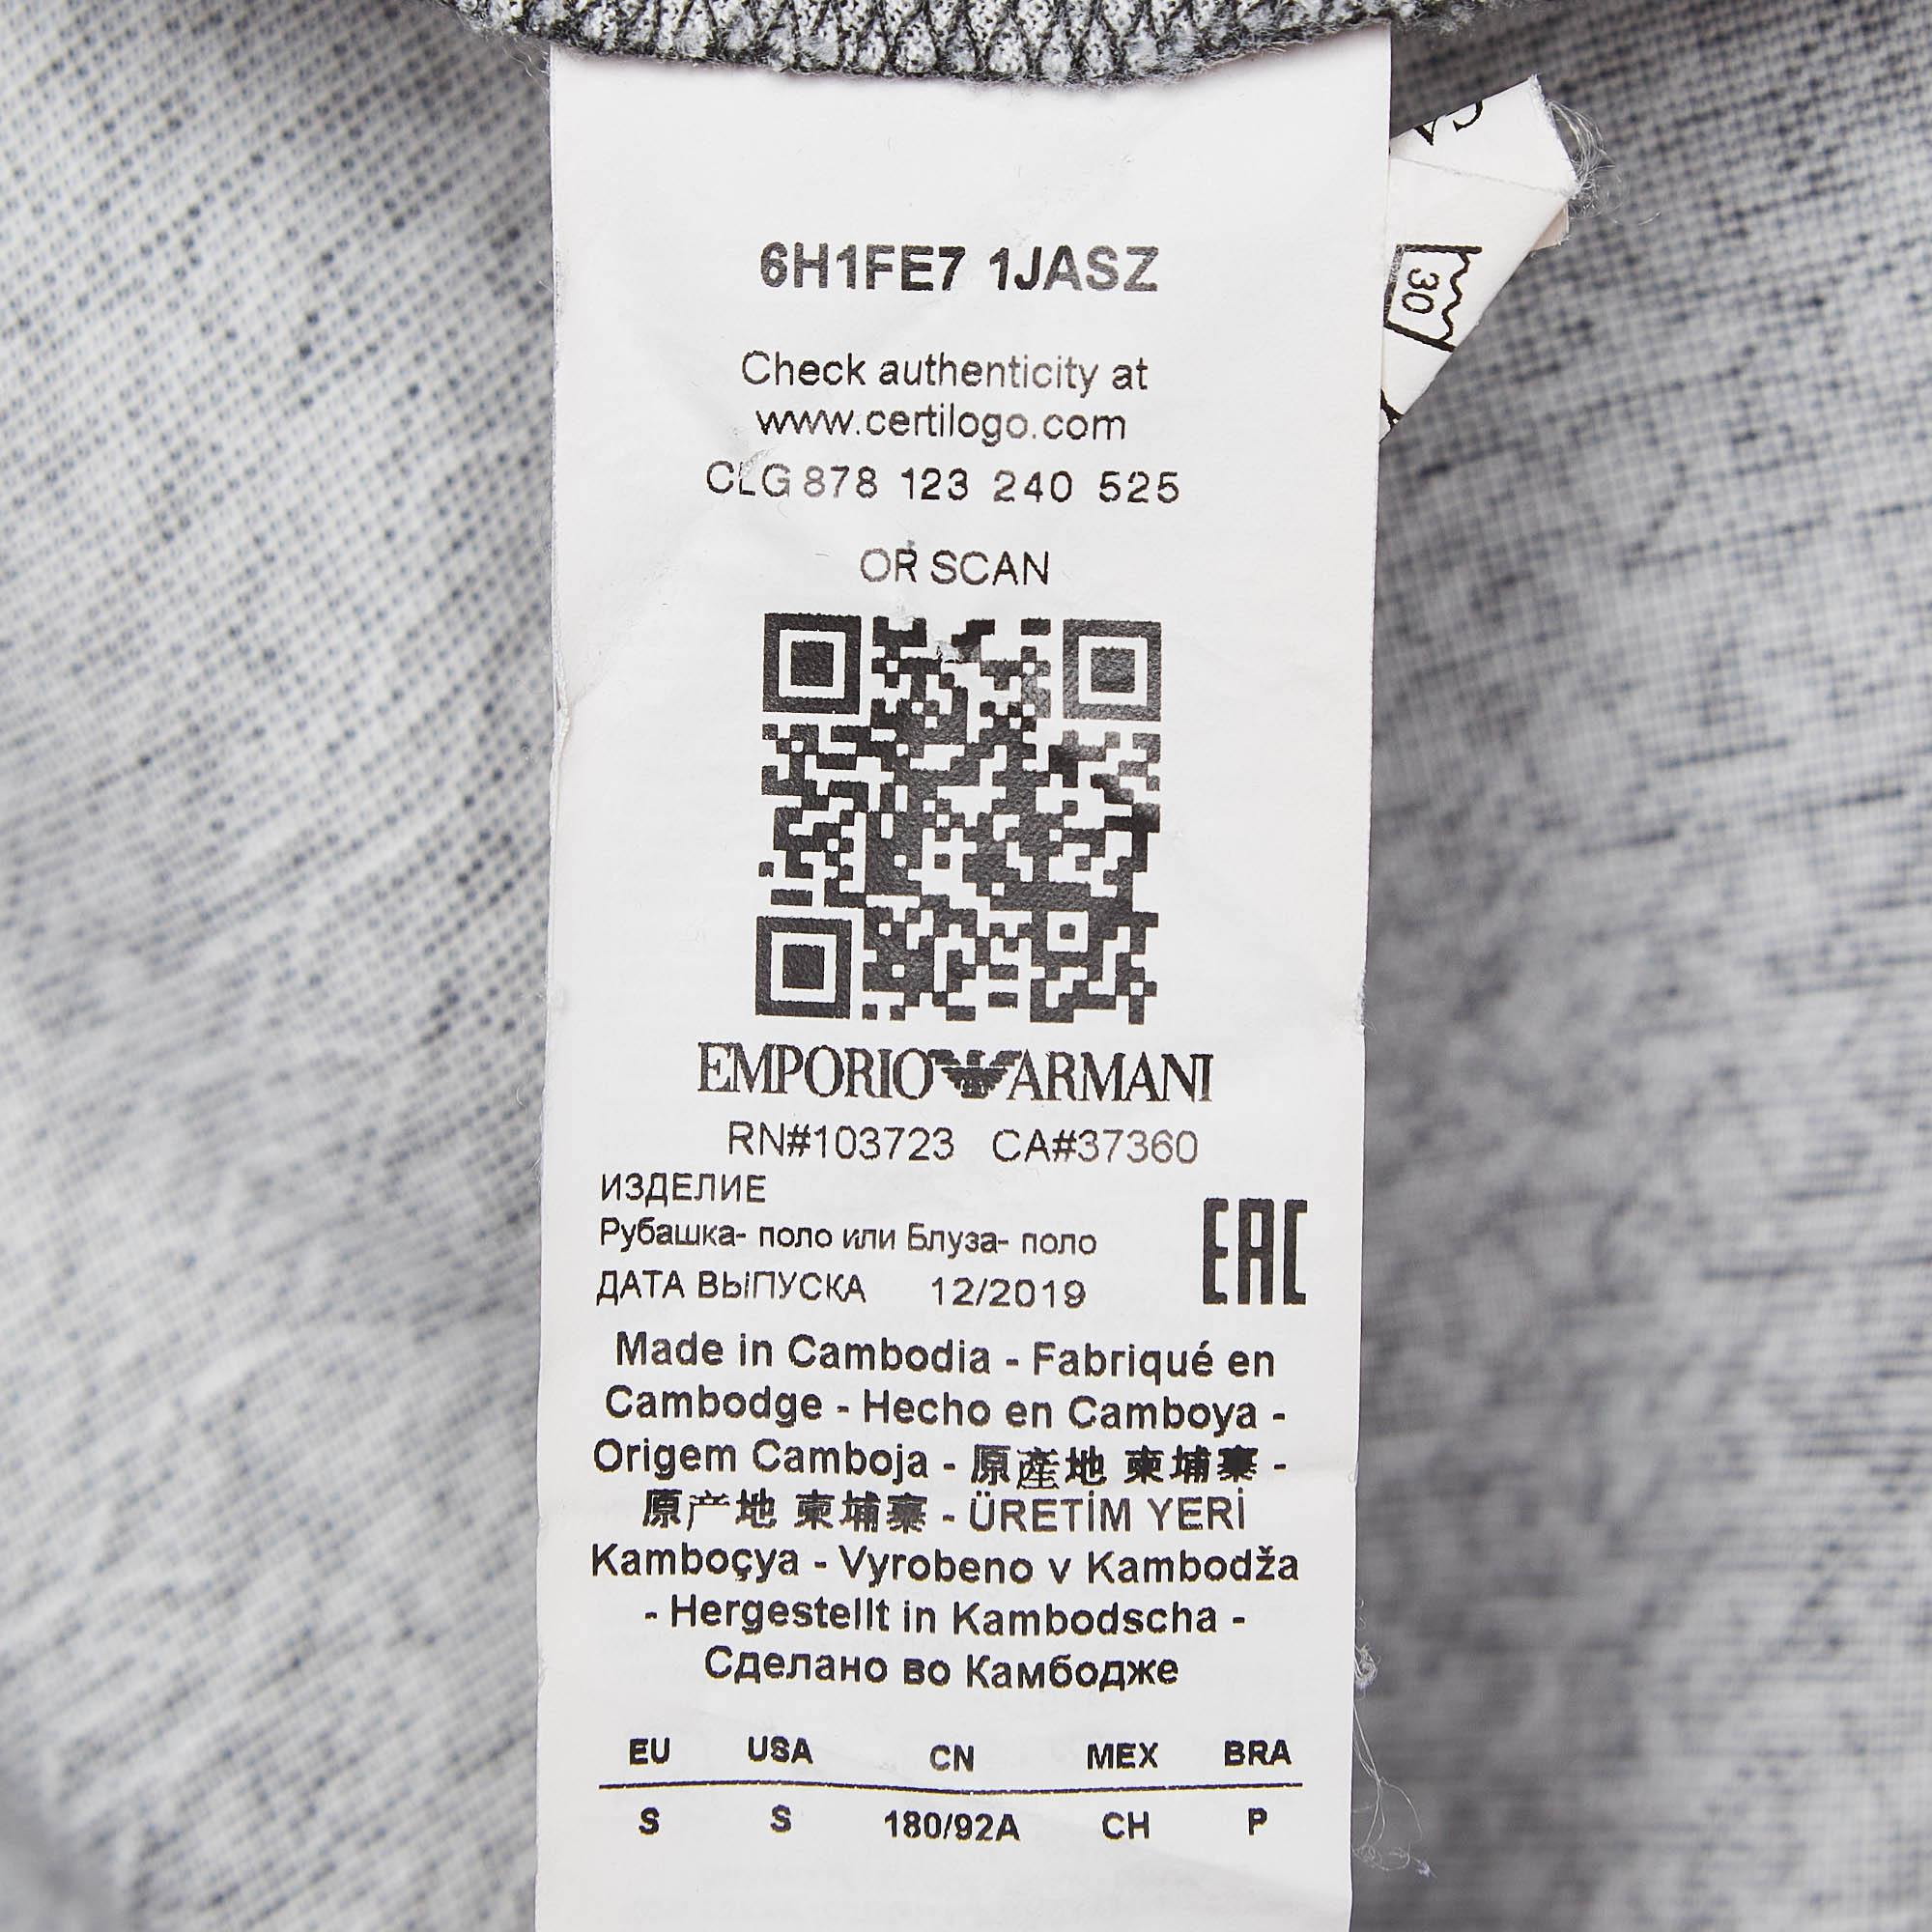 6H1FE7 1JASZ
Check authenticity at
www.certilogo.com
CLG 878 123 240 525
OR SCAN
EMPORIO ARMANI
RN#103723 CA#37360
ИЗДЕЛИЕ
Рубашка- поло или Блуза- поло
ДАТА ВЫПУСКА 12/2019
EAC
Made in Cambodia - Fabriqué en
Cambodge - Hecho en Camboya -
Origem Camboja - 原產地 柬埔寨 -
原产地 柬埔寨 - ÜRETİM YERİ
Kamboçya - Vyrobeno v Kambodža
- Hergestellt in Kambodscha -
Сделано во Камбодже
EU USA CN MEX BRA
S S 180/92A CH P
30